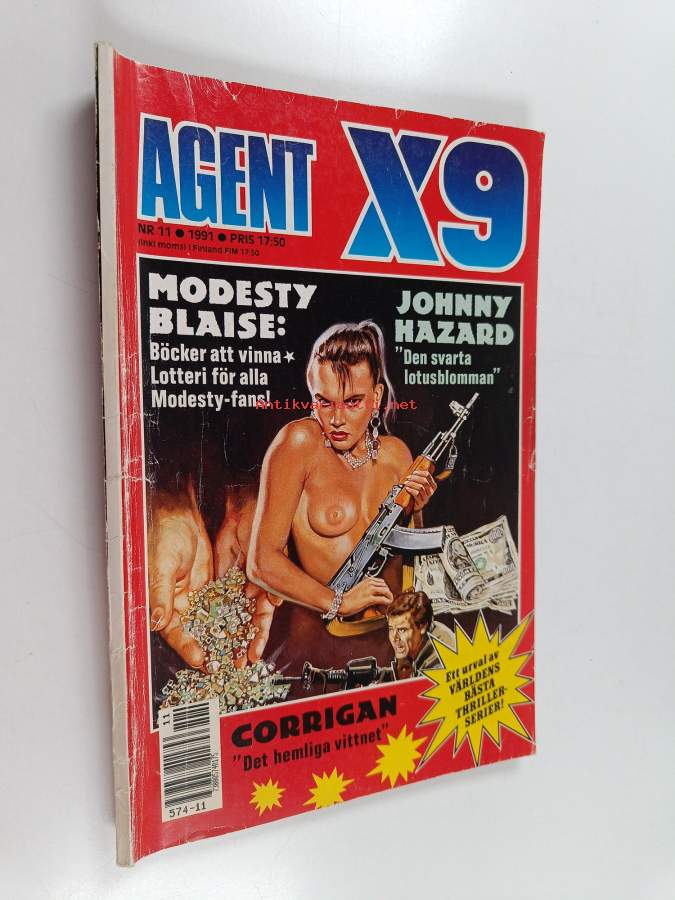 AGENT X9
NR 11 ● 1991 ● PRIS 17:50
(inkl moms) i Finland FIM 17 50
MODESTY
BLAISE:
Böcker att vinna ★
Lotteri för alla
Modesty-fans!
JOHNNY
HAZARD
"Den svarta
lotusblomman"
Antikvariaatti.net
Ett urval av
VÄRLDENS
BÄSTA
THRILLER-
SERIER!
CORRIGAN
"Det hemliga vittnet"
11
574-11